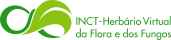 INCT-Herbário Virtual
da Flora e dos Fungos